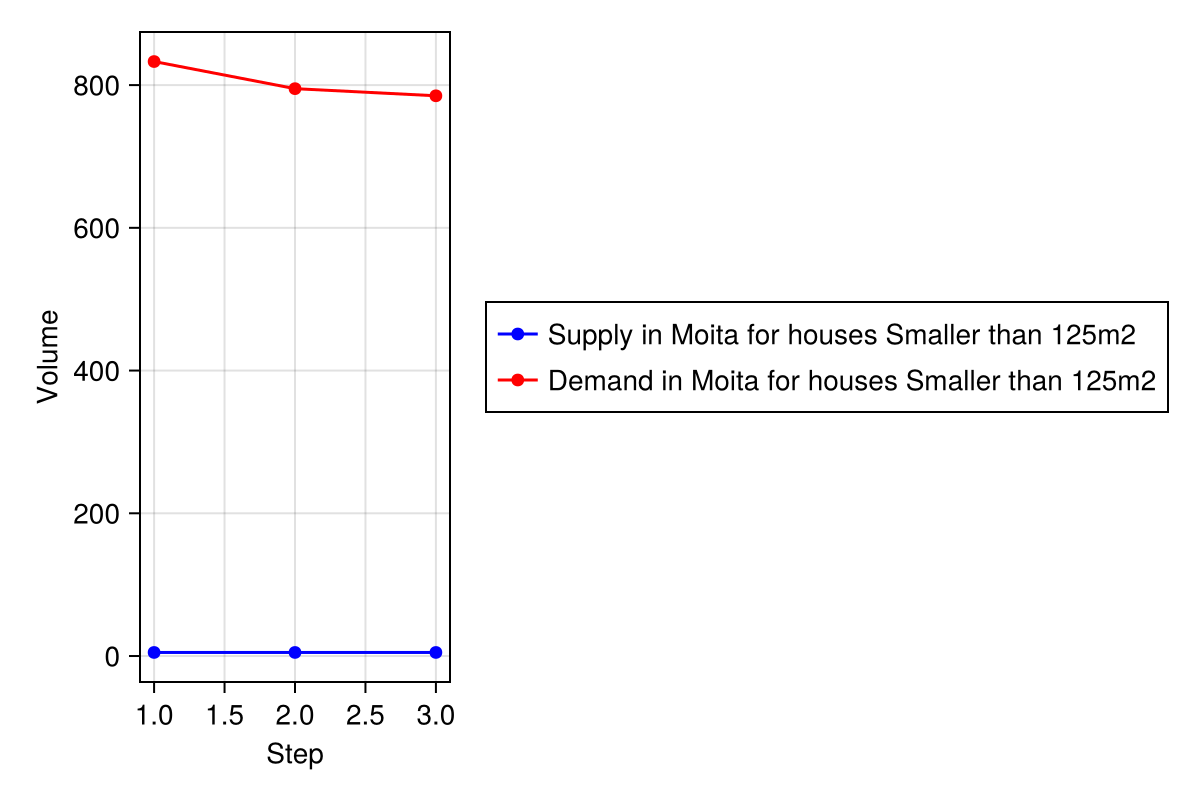 800
600
400
200
0
Volume
1.0 1.5 2.0 2.5 3.0
Step
Supply in Moita for houses Smaller than 125m2
Demand in Moita for houses Smaller than 125m2